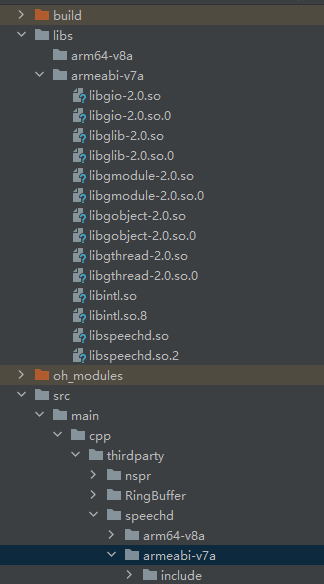 build
libs
arm64-v8a
armeabi-v7a
libgio-2.0.so
libgio-2.0.so.0
libglib-2.0.so
libglib-2.0.so.0
libgmodule-2.0.so
libgmodule-2.0.so.0
libgobject-2.0.so
libgobject-2.0.so.0
libgthread-2.0.so
libgthread-2.0.so.0
libintl.so
libintl.so.8
libspeechd.so
libspeechd.so.2
oh_modules
src
main
cpp
thirdparty
nspr
RingBuffer
speechd
arm64-v8a
armeabi-v7a
include